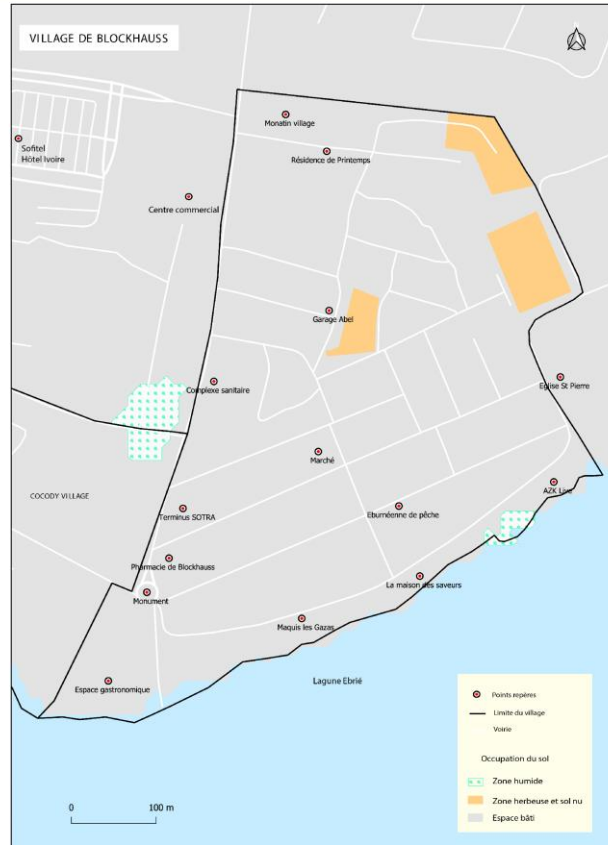 VILLAGE DE BLOCKHAUSS
Monatin village
Sofitel
Hôtel Ivoire
Résidence de Printemps
Centre commercial
Garage Abel
Complexe sanitaire
Eglise St Pierre
Marché
COCODY VILLAGE
AZK Live
Terminus SOTRA
Eburnéenne de pêche
Pharmacie de Blockhauss
La maison des saveurs
Monument
Maquis les Gazas
Espace gastronomique
Lagune Ebrié
Points repères
Limite du village
Voirie
Occupation du sol
Zone humide
Zone herbeuse et sol nu
Espace bâti
0 100 m